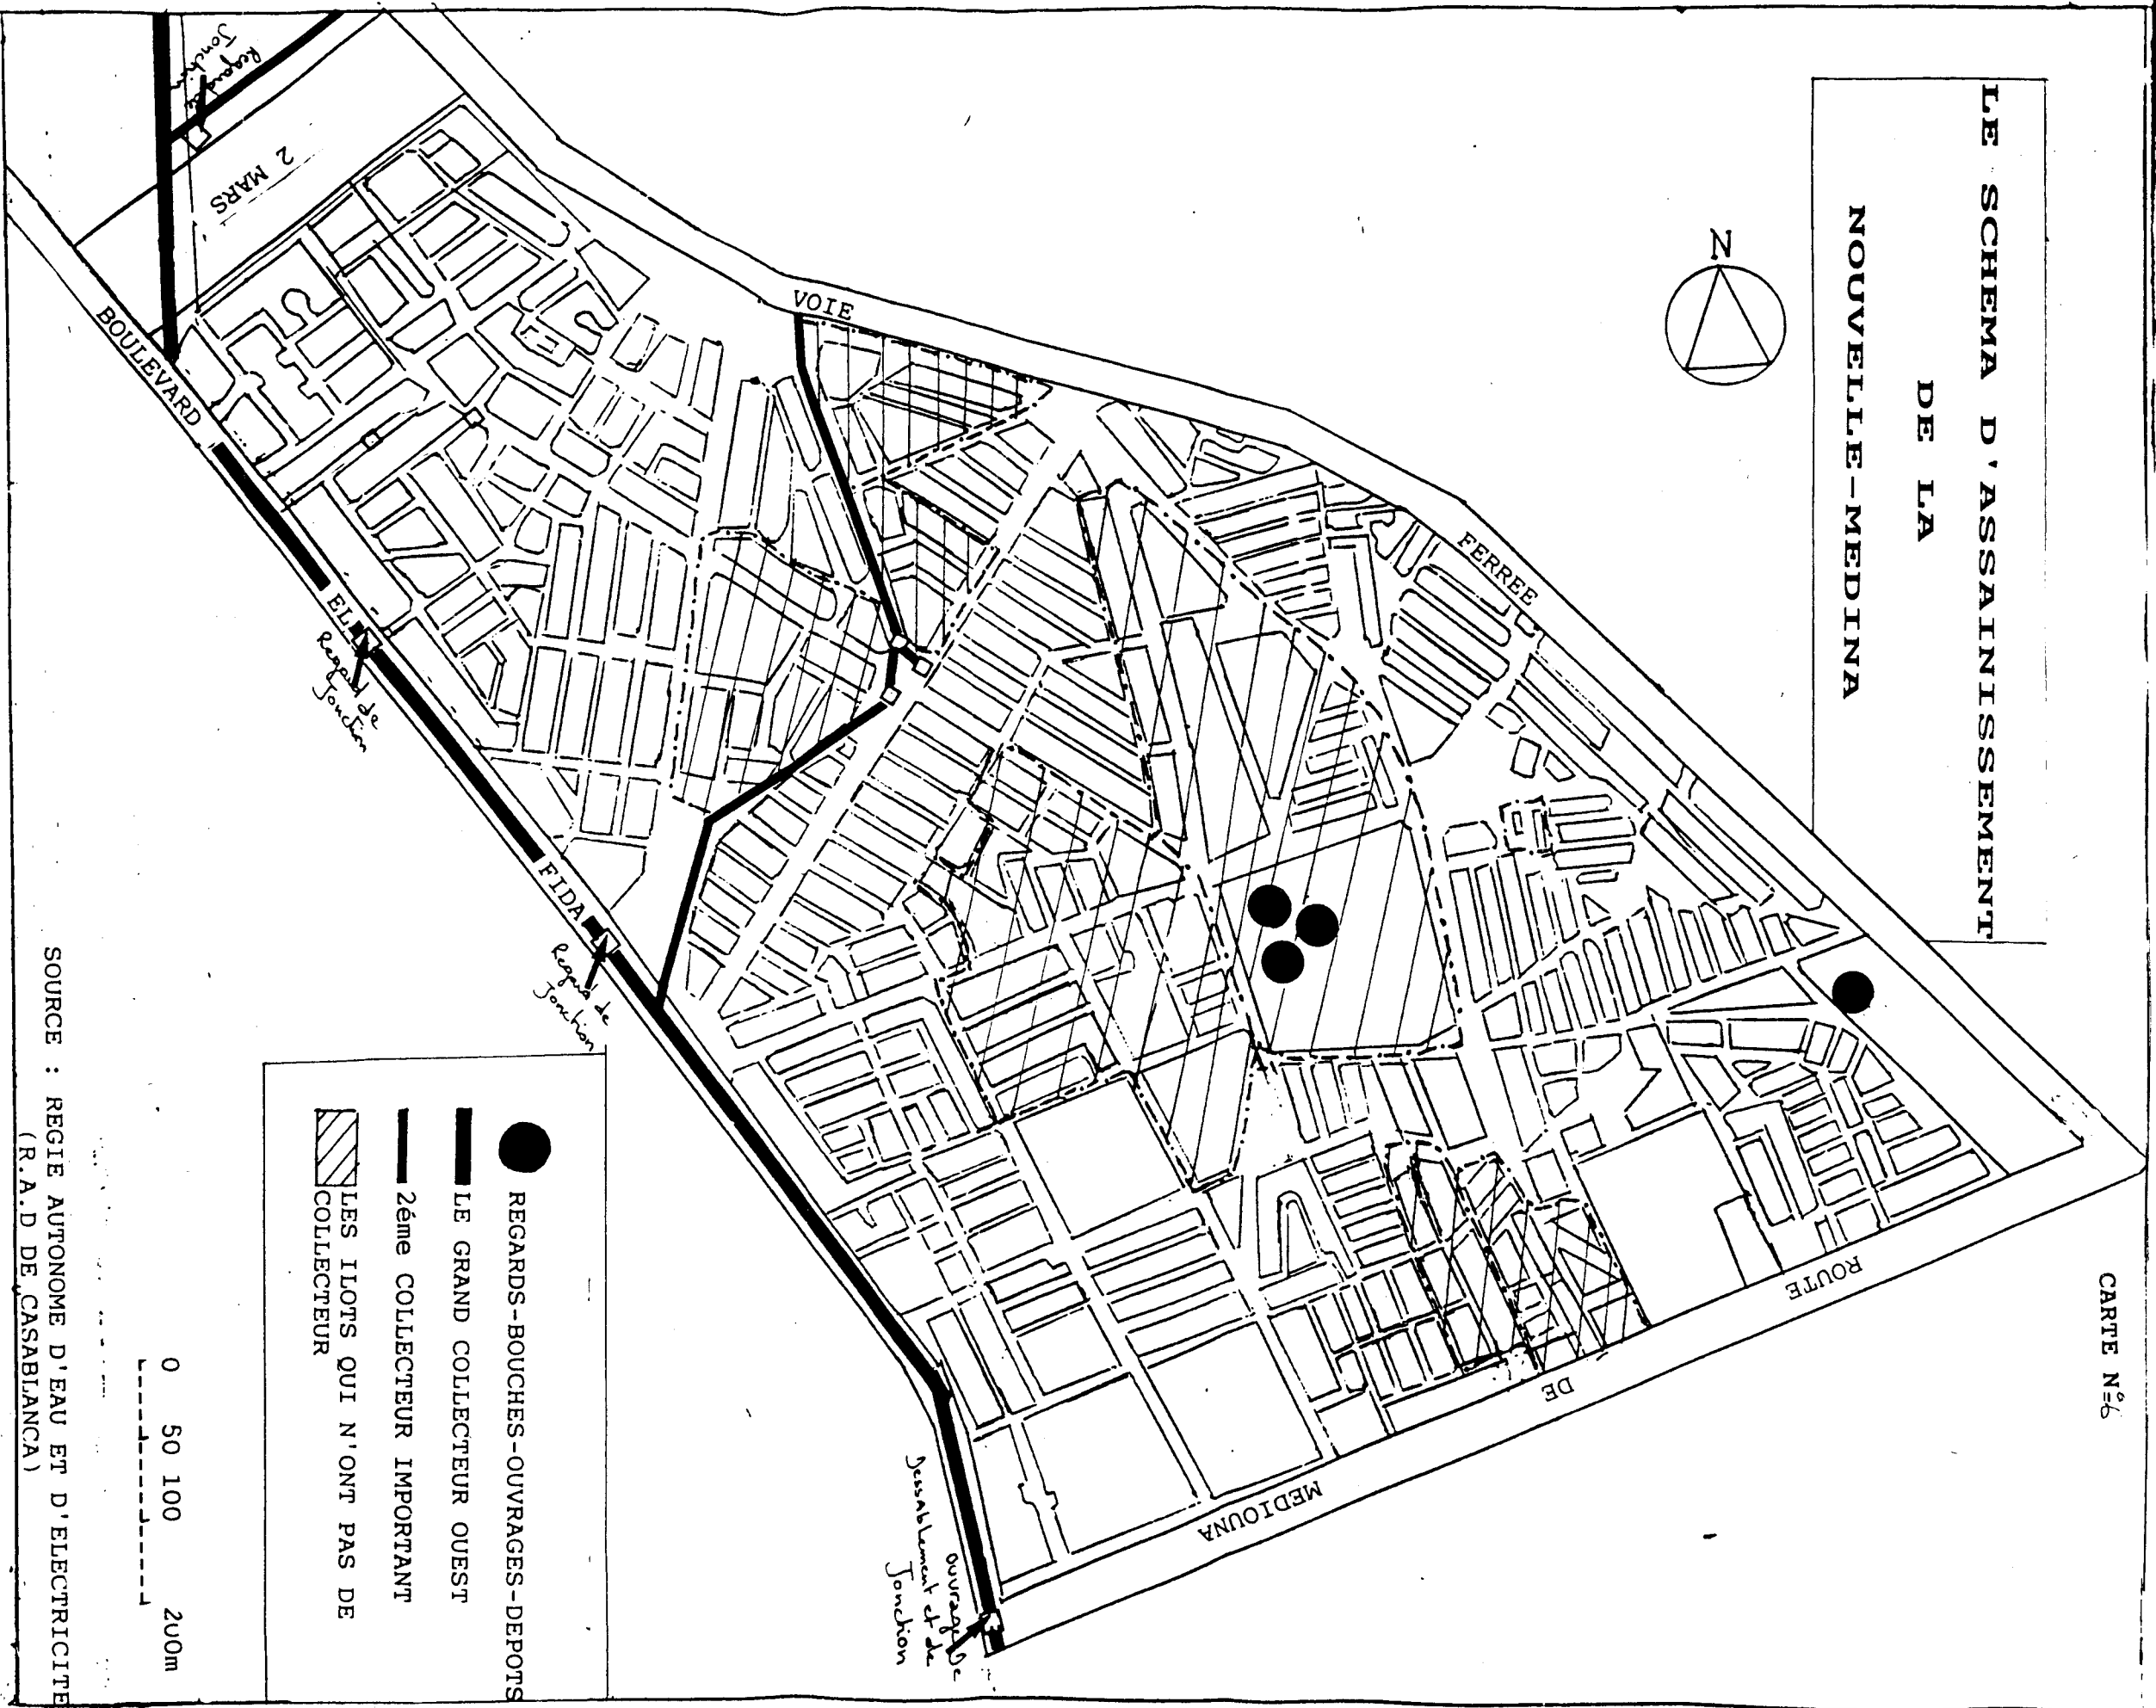 CARTE N°=6
LE SCHEMA D'ASSAINISSEMENT
DE LA
NOUVELLE-MEDINA
N
VOIE
FERREE
2 MARS
BOULEVARD
EL
FIDA
ROUTE
DE
MEDIOUNA
Regard de
Jonction
Regard de
Jonction
Regard de
Jonction
ouvrage De
Dessablement et de
Jonction
REGARDS-BOUCHES-OUVRAGES-DEPOTS
LE GRAND COLLECTEUR OUEST
2éme COLLECTEUR IMPORTANT
LES ILOTS QUI N'ONT PAS DE
COLLECTEUR
0 50 100 200m
SOURCE : REGIE AUTONOME D'EAU ET D'ELECTRICITE
(R.A.D DE CASABLANCA)